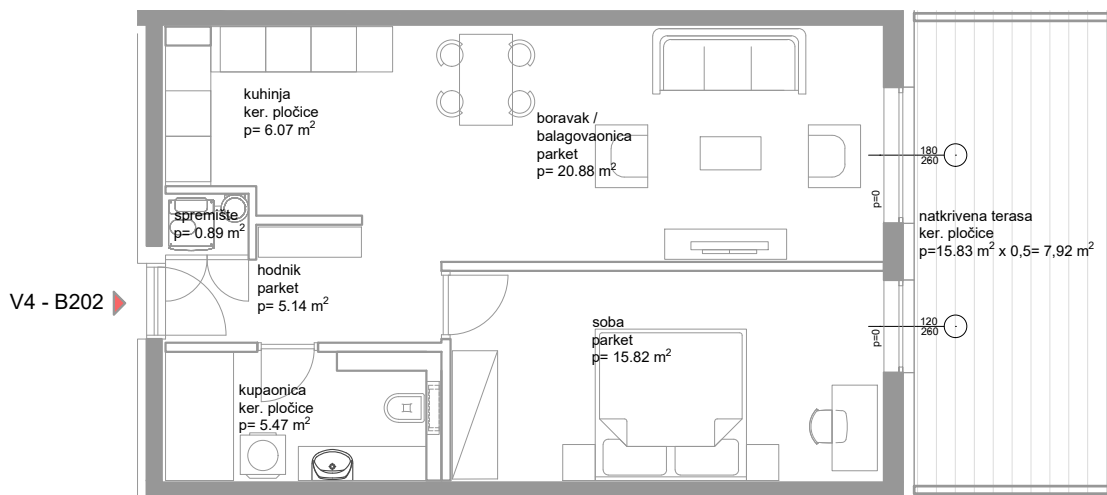 kuhinja
ker. pločice
p= 6.07 m²
boravak /
balagovaonica
parket
p= 20.88 m²
180
260
p=0
spremište
p= 0.89 m²
natkrivena terasa
ker. pločice
p=15.83 m² x 0,5= 7,92 m²
hodnik
parket
p= 5.14 m²
V4 - B202
soba
parket
p= 15.82 m²
120
260
p=0
kupaonica
ker. pločice
p= 5.47 m²